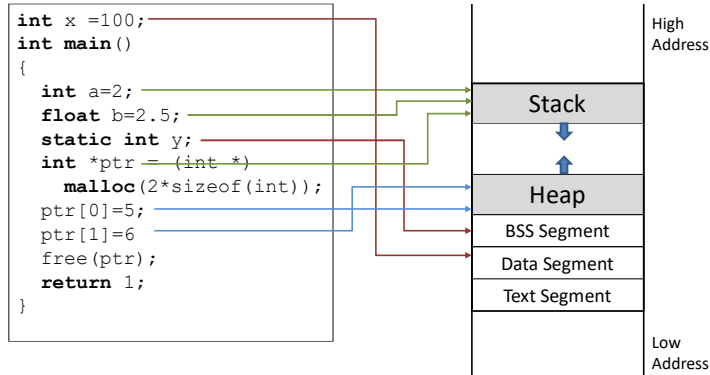 int x =100;
int main()
{
int a=2;
float b=2.5;
static int y;
int *ptr = (int *)
malloc(2*sizeof(int));
ptr[0]=5;
ptr[1]=6
free(ptr);
return 1;
}
High
Address
Stack
Heap
BSS Segment
Data Segment
Text Segment
Low
Address